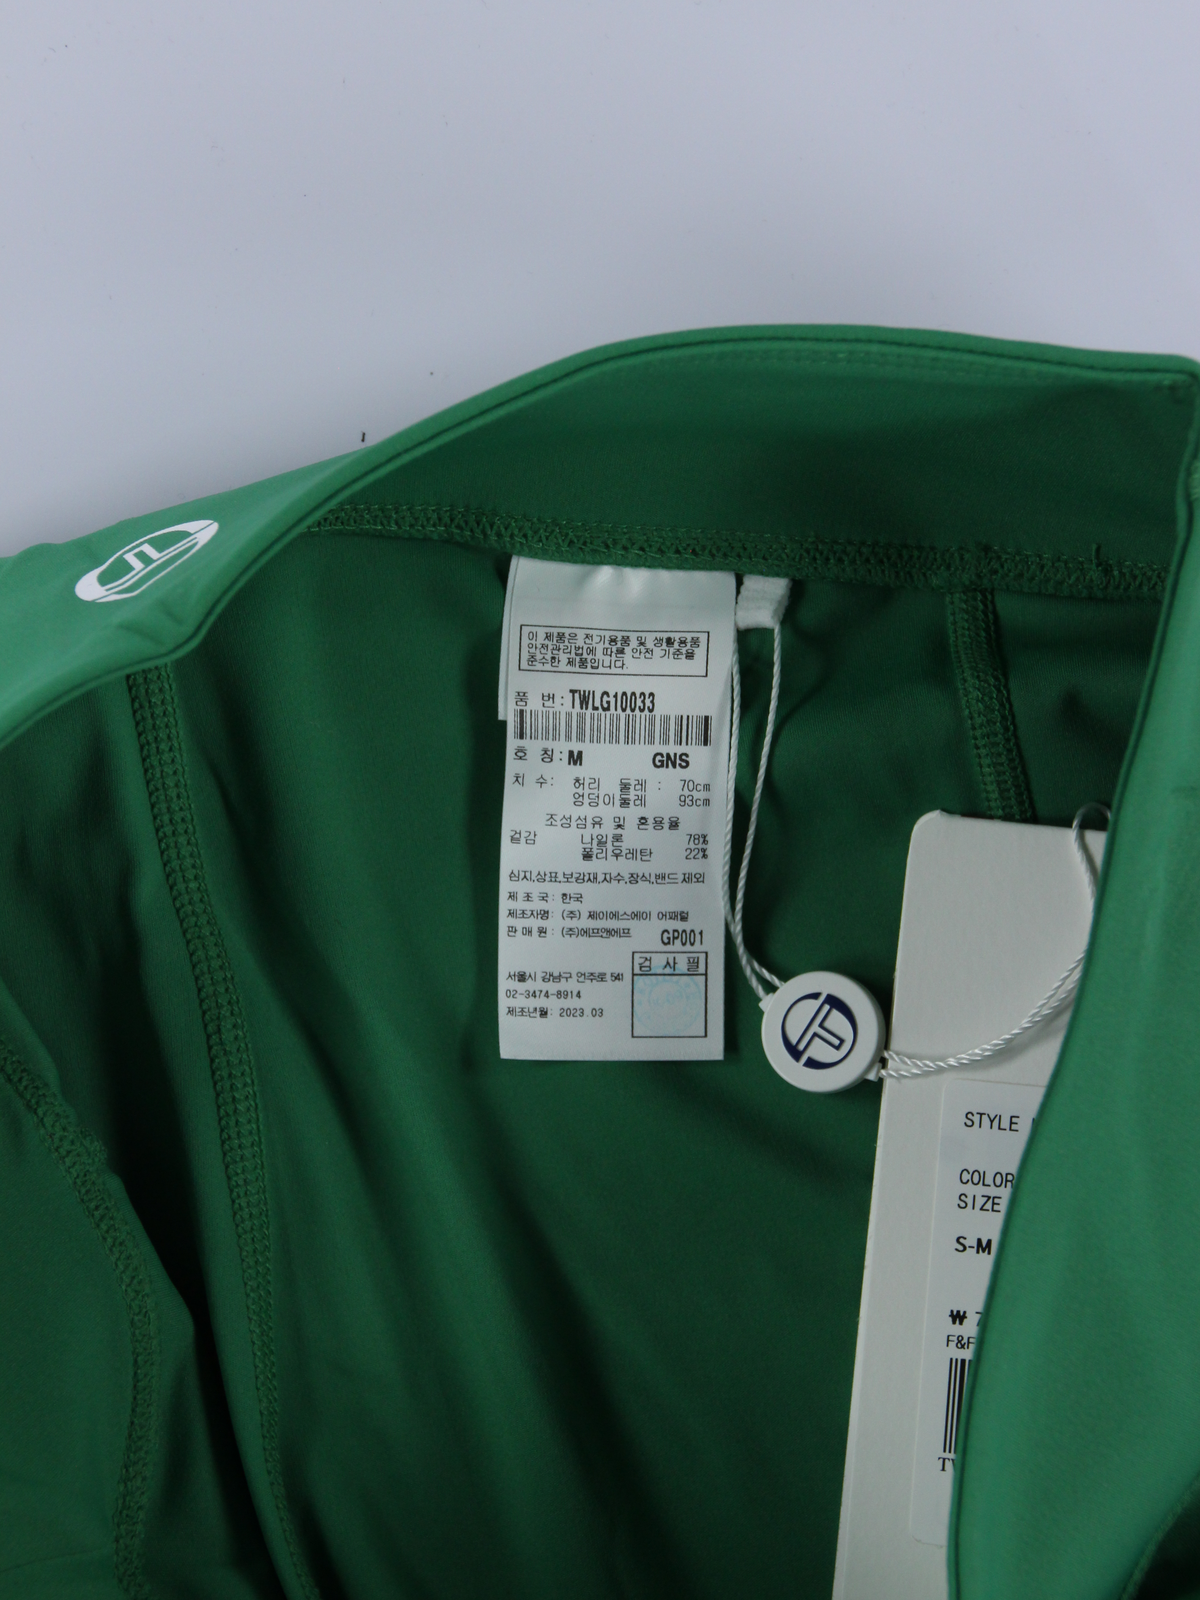 이 제품은 전기용품 및 생활용품
안전관리법에 따른 안전 기준을
준수한 제품입니다.
품 번: TWLG10033
호 칭: M GNS
치 수: 허리 둘레 : 70cm
엉덩이둘레 93cm
조성섬유 및 혼용율
겉감 나일론 78%
폴리우레탄 22%
심지,상표,보강재,자수,장식,밴드 제외
제 조 국: 한국
제조자명: (주) 제이에스에이 어패럴
판 매 원: (주)에프앤에프 GP001
검 사 필
서울시 강남구 언주로 541
02-3474-8914
제조년월: 2023.03
STYLE
COLOR
SIZE
S-M
₩ 7
F&F